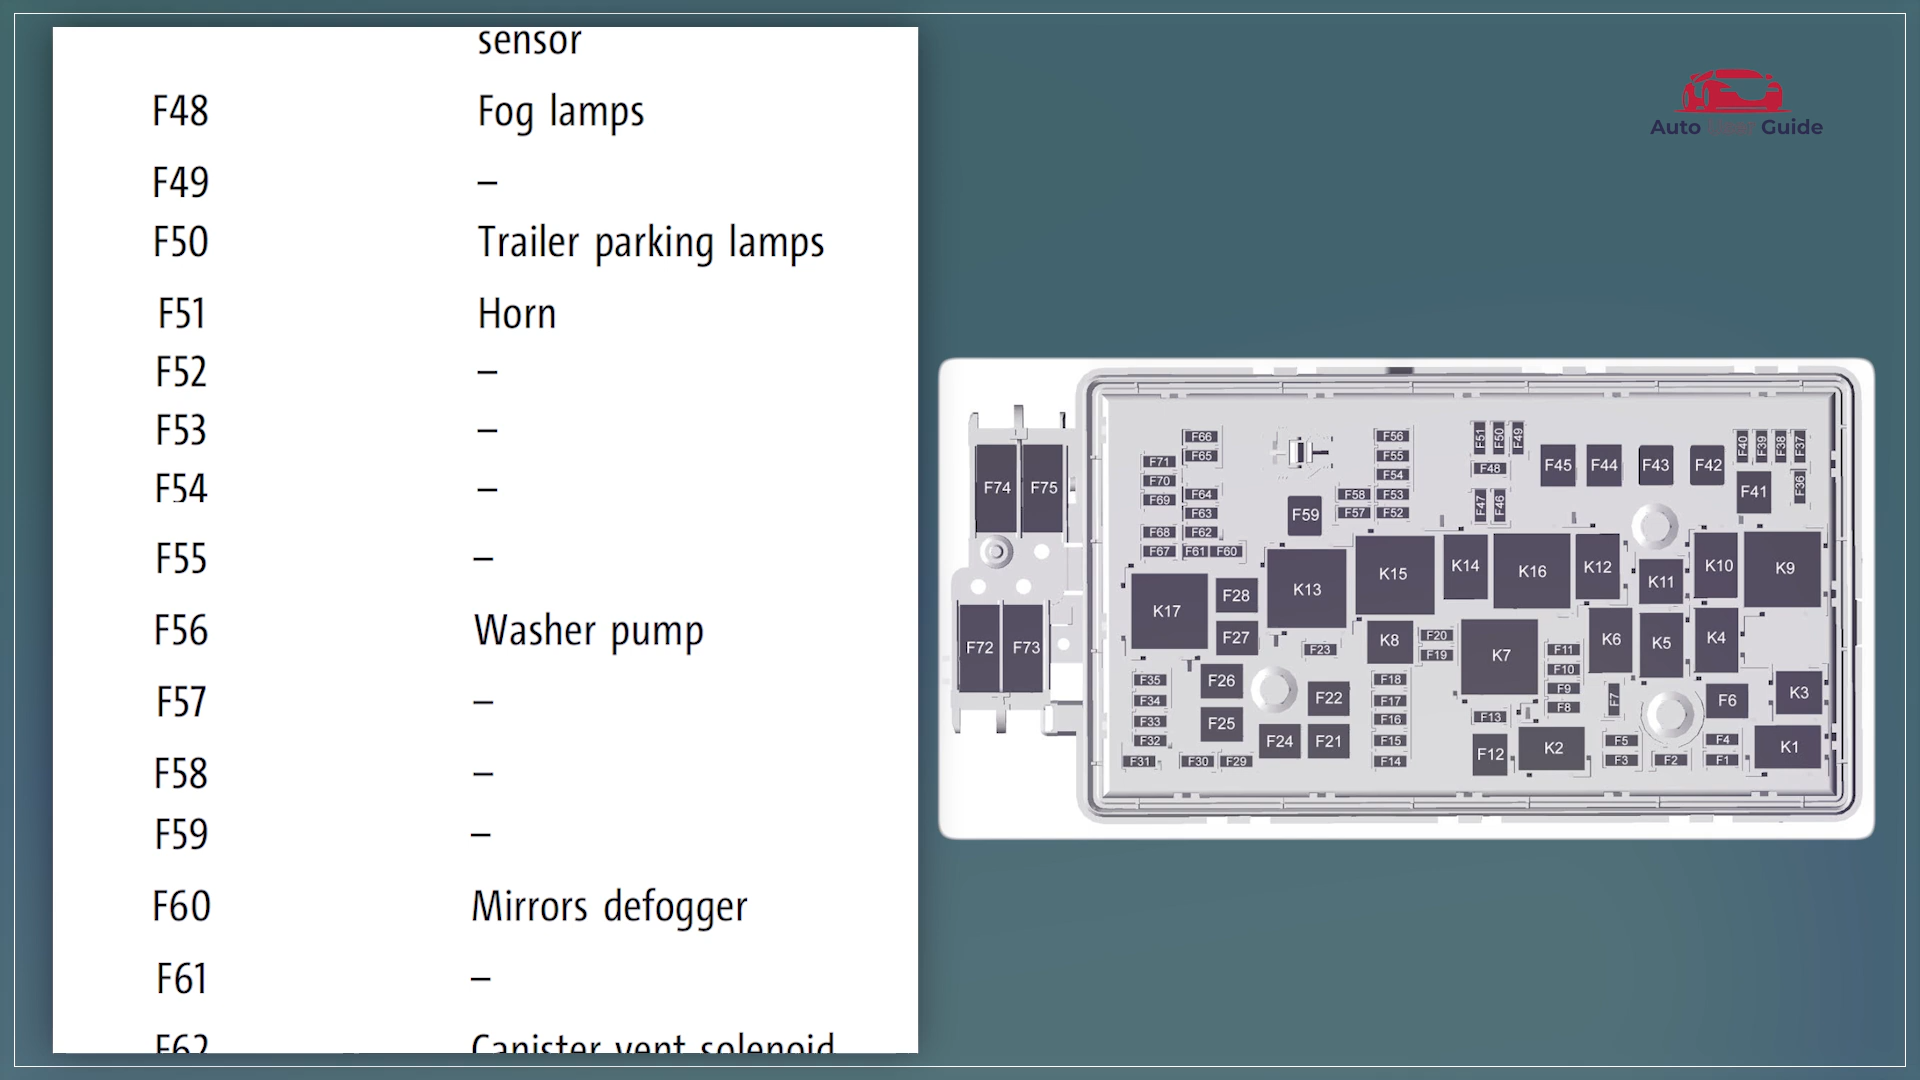 sensor
F48 Fog lamps
F49 –
F50 Trailer parking lamps
F51 Horn
F52 –
F53 –
F54 –
F55 –
F56 Washer pump
F57 –
F58 –
F59 –
F60 Mirrors defogger
F61 –
F62 Canister vent solenoid
Auto User Guide
F66
F65
F71
F70
F69
F64
F63
F68
F62
F67 F61 F60
F74 F75
F72 F73
F59
F56
F55
F54
F58 F53
F57 F52
F51 F50 F49
F48
F47 F46
F45 F44 F43 F42
F40 F39 F38 F37
F41 F36
K17 F28 K13 K15 K14 K16 K12 K11 K10 K9
F27 F23 K8 F20
F19
K7
F11
F10
F9
F8
K6 K5 K4
F7 F6 K3
F35
F34
F33
F32
F31 F30 F29
F26
F25
F24 F22
F21
F18
F17
F16
F15
F14
F13
F12 K2
F5
F3 F2 F4
F1
K1